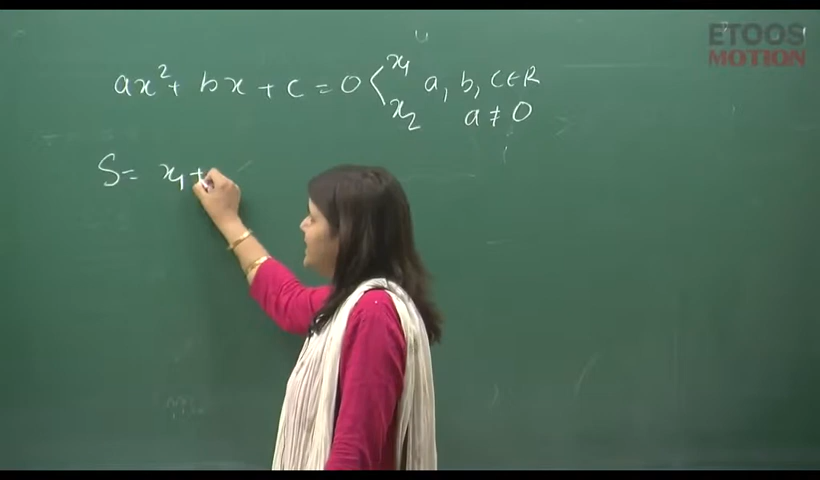 ETOOS
MOTION
ax² + bx + c = 0 < x₁ a, b, c ∈ R
x₂ a ≠ 0
S = x₁ +